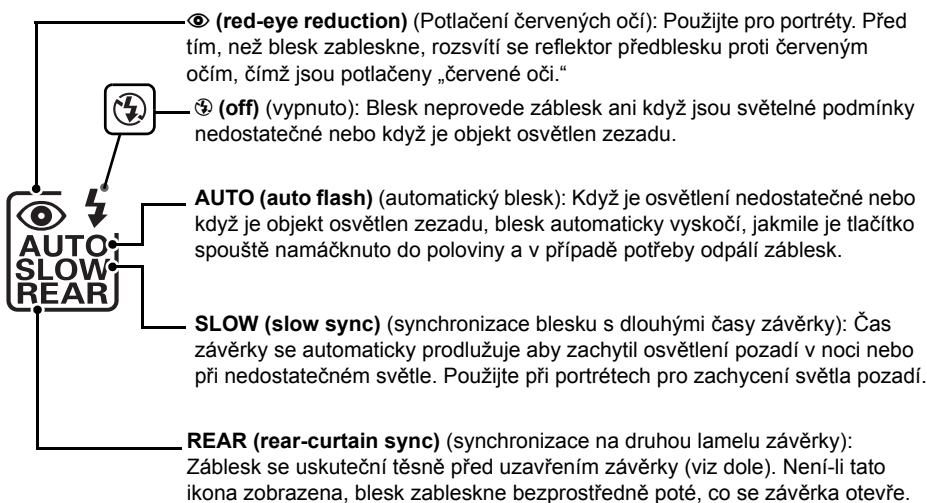 (red-eye reduction) (Potlačení červených očí): Použijte pro portréty. Před
tím, než blesk zableskne, rozsvítí se reflektor předblesku proti červeným
očím, čímž jsou potlačeny „červené oči.“
(off) (vypnuto): Blesk neprovede záblesk ani když jsou světelné podmínky
nedostatečné nebo když je objekt osvětlen zezadu.
AUTO (auto flash) (automatický blesk): Když je osvětlení nedostatečné nebo
když je objekt osvětlen zezadu, blesk automaticky vyskočí, jakmile je tlačítko
spouště namáčknuto do poloviny a v případě potřeby odpálí záblesk.
AUTO
SLOW
REAR
SLOW (slow sync) (synchronizace blesku s dlouhými časy závěrky): Čas
závěrky se automaticky prodlužuje aby zachytil osvětlení pozadí v noci nebo
při nedostatečném světle. Použijte při portrétech pro zachycení světla pozadí.
REAR (rear-curtain sync) (synchronizace na druhou lamelu závěrky):
Záblesk se uskuteční těsně před uzavřením závěrky (viz dole). Není-li tato
ikona zobrazena, blesk zableskne bezprostředně poté, co se závěrka otevře.